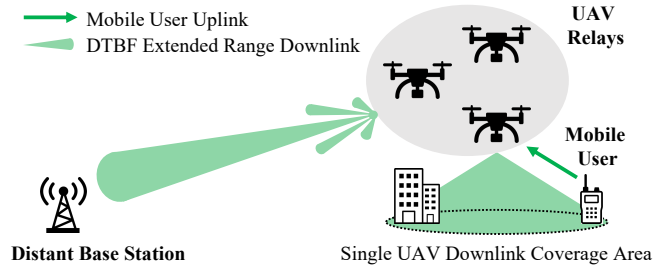 Mobile User Uplink
DTBF Extended Range Downlink
UAV
Relays
Mobile
User
Distant Base Station
Single UAV Downlink Coverage Area